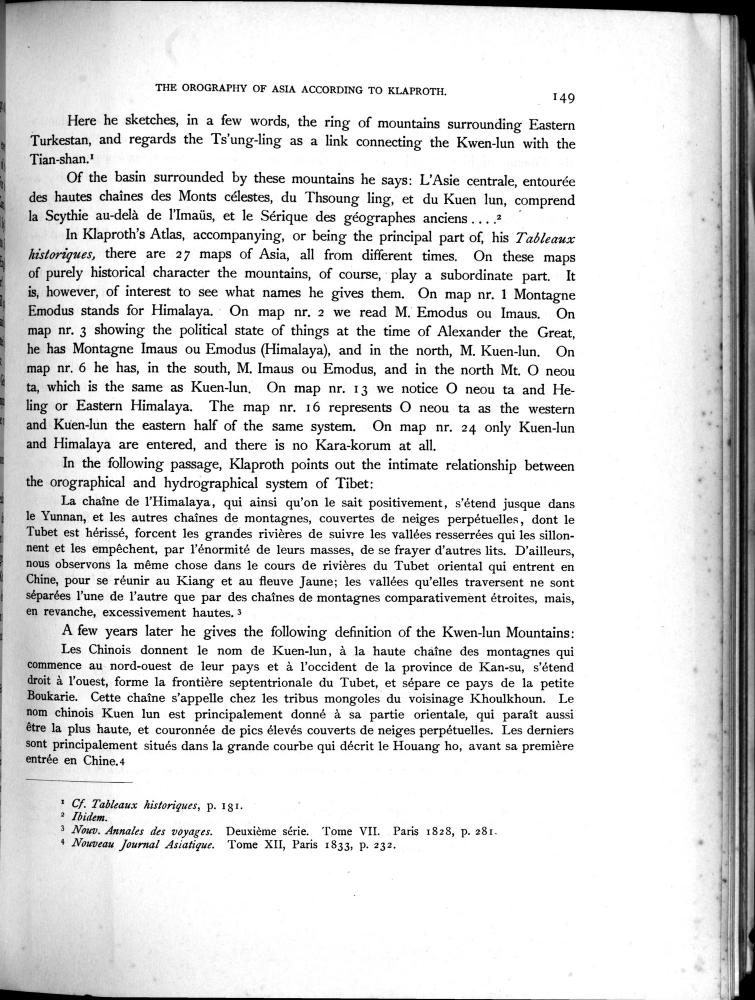 THE OROGRAPHY OF ASIA ACCORDING TO KLAPROTH.
149
Here he sketches, in a few words, the ring of mountains surrounding Eastern
Turkestan, and regards the Ts'ung-ling as a link connecting the Kwen-lun with the
Tian-shan.¹
Of the basin surrounded by these mountains he says: L'Asie centrale, entourée
des hautes chaînes des Monts célestes, du Thsoung ling, et du Kuen lun, comprend
la Scythie au-delà de l'Imaüs, et le Sérique des géographes anciens . . . .²
In Klaproth's Atlas, accompanying, or being the principal part of, his Tableaux
historiques, there are 27 maps of Asia, all from different times. On these maps
of purely historical character the mountains, of course, play a subordinate part. It
is, however, of interest to see what names he gives them. On map nr. 1 Montagne
Emodus stands for Himalaya. On map nr. 2 we read M. Emodus ou Imaus. On
map nr. 3 showing the political state of things at the time of Alexander the Great,
he has Montagne Imaus ou Emodus (Himalaya), and in the north, M. Kuen-lun. On
map nr. 6 he has, in the south, M. Imaus ou Emodus, and in the north Mt. O neou
ta, which is the same as Kuen-lun. On map nr. 13 we notice O neou ta and He-
ling or Eastern Himalaya. The map nr. 16 represents O neou ta as the western
and Kuen-lun the eastern half of the same system. On map nr. 24 only Kuen-lun
and Himalaya are entered, and there is no Kara-korum at all.
In the following passage, Klaproth points out the intimate relationship between
the orographical and hydrographical system of Tibet:
La chaîne de l'Himalaya, qui ainsi qu'on le sait positivement, s'étend jusque dans
le Yunnan, et les autres chaînes de montagnes, couvertes de neiges perpétuelles, dont le
Tubet est hérissé, forcent les grandes rivières de suivre les vallées resserrées qui les sillon-
nent et les empêchent, par l'énormité de leurs masses, de se frayer d'autres lits. D'ailleurs,
nous observons la même chose dans le cours de rivières du Tubet oriental qui entrent en
Chine, pour se réunir au Kiang et au fleuve Jaune; les vallées qu'elles traversent ne sont
séparées l'une de l'autre que par des chaînes de montagnes comparativement étroites, mais,
en revanche, excessivement hautes. ³
A few years later he gives the following definition of the Kwen-lun Mountains:
Les Chinois donnent le nom de Kuen-lun, à la haute chaîne des montagnes qui
commence au nord-ouest de leur pays et à l'occident de la province de Kan-su, s'étend
droit à l'ouest, forme la frontière septentrionale du Tubet, et sépare ce pays de la petite
Boukarie. Cette chaîne s'appelle chez les tribus mongoles du voisinage Khoulkhoun. Le
nom chinois Kuen lun est principalement donné à sa partie orientale, qui paraît aussi
être la plus haute, et couronnée de pics élevés couverts de neiges perpétuelles. Les derniers
sont principalement situés dans la grande courbe qui décrit le Houang ho, avant sa première
entrée en Chine.⁴
¹ Cf. Tableaux historiques, p. 181.
² Ibidem.
³ Nouv. Annales des voyages. Deuxième série. Tome VII. Paris 1828, p. 281.
⁴ Nouveau Journal Asiatique. Tome XII, Paris 1833, p. 232.